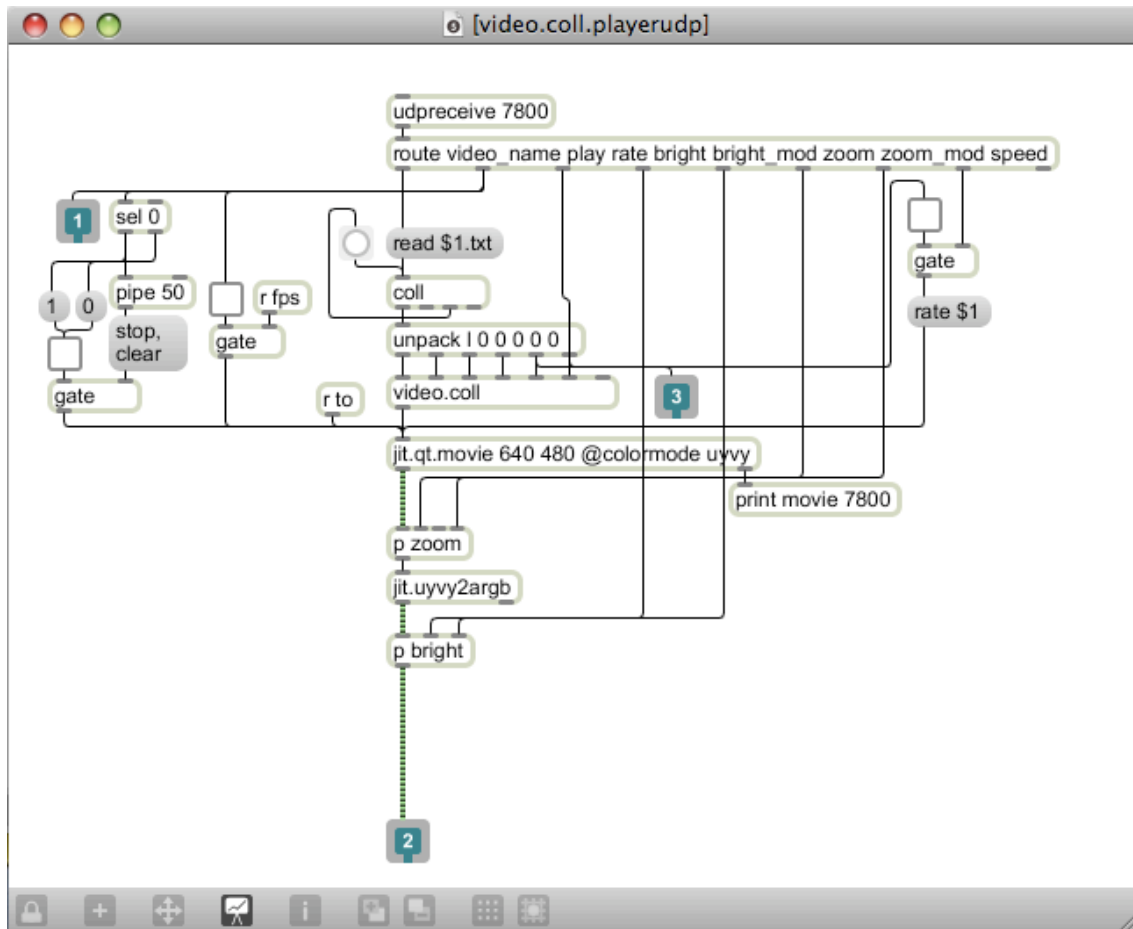 [video.coll.playerudp]
udpreceive 7800
route video_name play rate bright bright_mod zoom zoom_mod speed
1
sel 0
read $1.txt
gate
1
0
pipe 50
r fps
coll
rate $1
stop,
clear
gate
unpack l 0 0 0 0 0
gate
r to
video.coll
3
jit.qt.movie 640 480 @colormode uyvy
print movie 7800
p zoom
jit.uyvy2argb
p bright
2